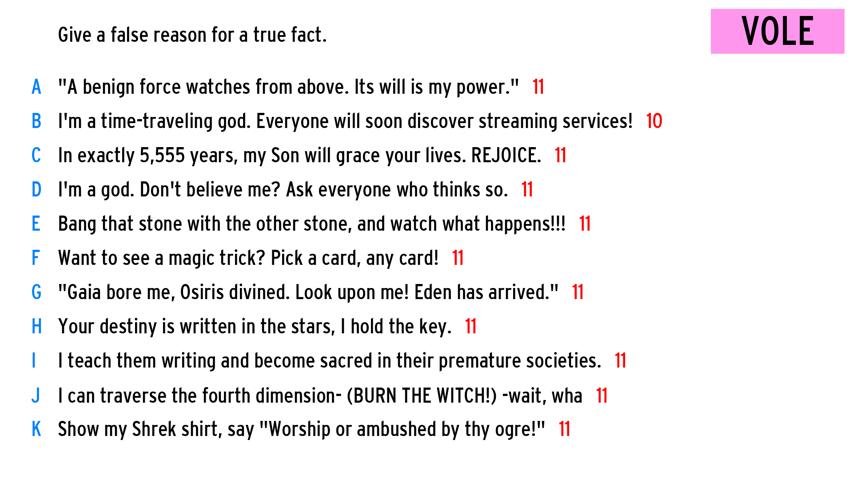 Give a false reason for a true fact.
VOLE
A "A benign force watches from above. Its will is my power." 11
B I'm a time-traveling god. Everyone will soon discover streaming services! 10
C In exactly 5,555 years, my Son will grace your lives. REJOICE. 11
D I'm a god. Don't believe me? Ask everyone who thinks so. 11
E Bang that stone with the other stone, and watch what happens!!! 11
F Want to see a magic trick? Pick a card, any card! 11
G "Gaia bore me, Osiris divined. Look upon me! Eden has arrived." 11
H Your destiny is written in the stars, I hold the key. 11
I I teach them writing and become sacred in their premature societies. 11
J I can traverse the fourth dimension- (BURN THE WITCH!) -wait, wha 11
K Show my Shrek shirt, say "Worship or ambushed by thy ogre!" 11